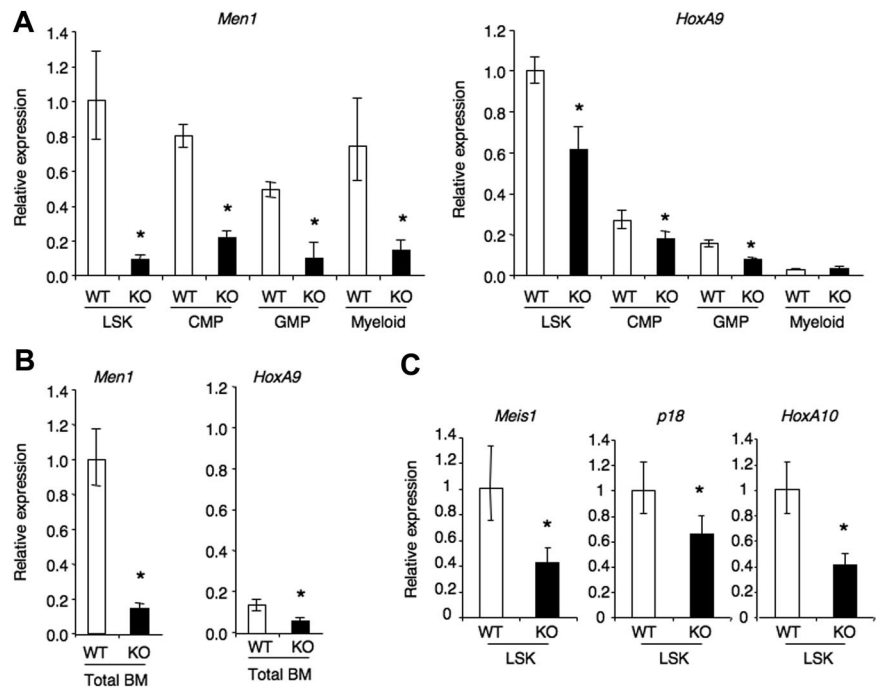 A
Men1
Relative expression
1.4
1.2
1.0
0.8
0.6
0.4
0.2
0.0
* * * *
WT KO WT KO WT KO WT KO
LSK CMP GMP Myeloid
HoxA9
Relative expression
1.2
1.0
0.8
0.6
0.4
0.2
0.0
* * *
WT KO WT KO WT KO WT KO
LSK CMP GMP Myeloid
B
Men1
Relative expression
1.4
1.2
1.0
0.8
0.6
0.4
0.2
0.0
*
WT KO
Total BM
HoxA9
1.2
1.0
0.8
0.6
0.4
0.2
0.0
*
WT KO
Total BM
C
Meis1
Relative expression
1.4
1.2
1
0.8
0.6
0.4
0.2
0
*
WT KO
LSK
p18
1.4
1.2
1
0.8
0.6
0.4
0.2
0
*
WT KO
LSK
HoxA10
1.4
1.2
1
0.8
0.6
0.4
0.2
0
*
WT KO
LSK